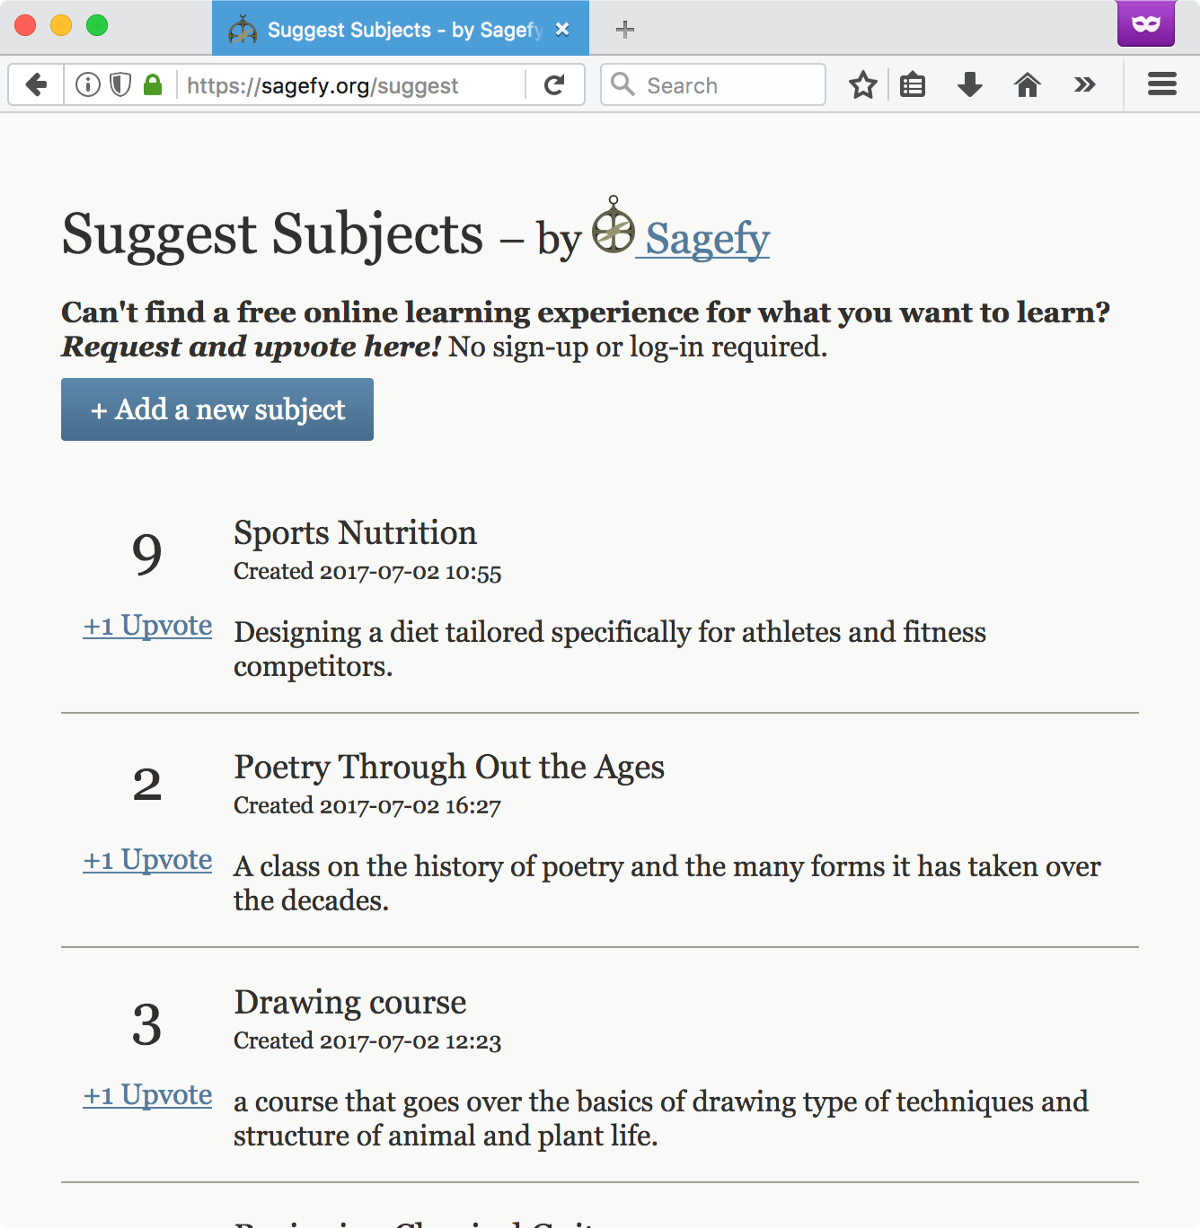 Suggest Subjects - by Sagefy
https://sagefy.org/suggest
Search
Suggest Subjects – by Sagefy
Can't find a free online learning experience for what you want to learn?
Request and upvote here! No sign-up or log-in required.
+ Add a new subject
9
Sports Nutrition
Created 2017-07-02 10:55
+1 Upvote
Designing a diet tailored specifically for athletes and fitness
competitors.
2
Poetry Through Out the Ages
Created 2017-07-02 16:27
+1 Upvote
A class on the history of poetry and the many forms it has taken over
the decades.
3
Drawing course
Created 2017-07-02 12:23
+1 Upvote
a course that goes over the basics of drawing type of techniques and
structure of animal and plant life.